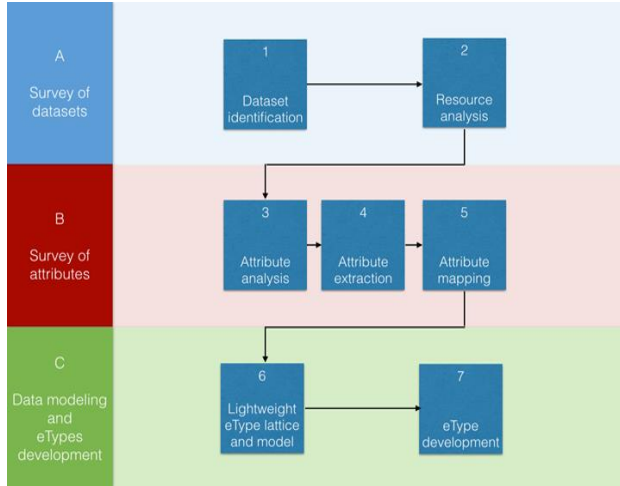 A
Survey of
datasets
1
Dataset
identification
2
Resource
analysis
B
Survey of
attributes
3
Attribute
analysis
4
Attribute
extraction
5
Attribute
mapping
C
Data modeling
and
eTypes
development
6
Lightweight
eType lattice
and model
7
eType
development